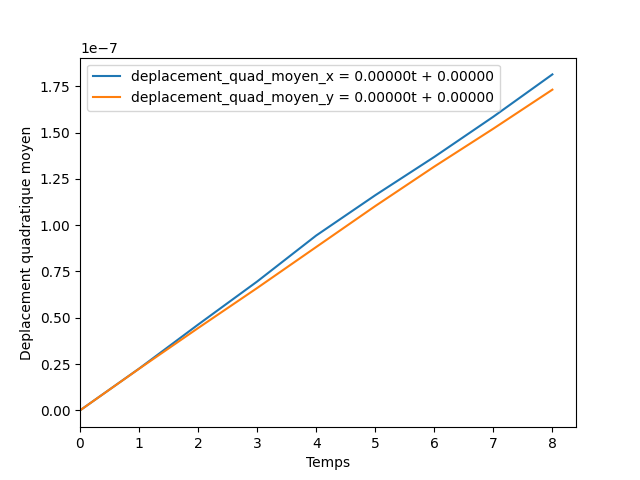 1e−7
deplacement_quad_moyen_x = 0.00000t + 0.00000
deplacement_quad_moyen_y = 0.00000t + 0.00000
Deplacement quadratique moyen
1.75
1.50
1.25
1.00
0.75
0.50
0.25
0.00
0 1 2 3 4 5 6 7 8
Temps